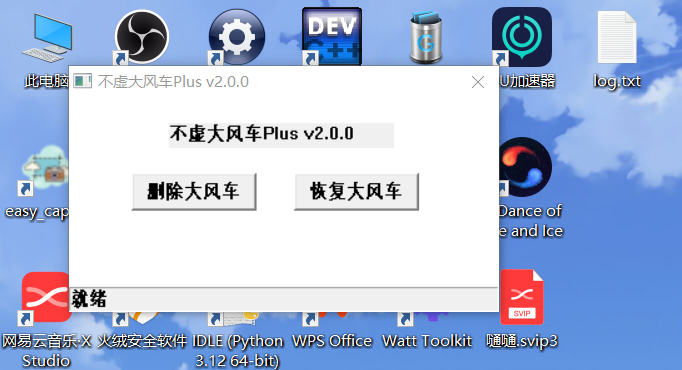 DEV
C++
此电脑
U加速器
log.txt
不虚大风车Plus v2.0.0
不虚大风车Plus v2.0.0
删除大风车
恢复大风车
easy_cap
Dance of
e and Ice
就绪
SVIP
网易云音乐·X
Studio
火绒安全软件
IDLE (Python
3.12 64-bit)
WPS Office
Watt Toolkit
嗵嗵.svip3